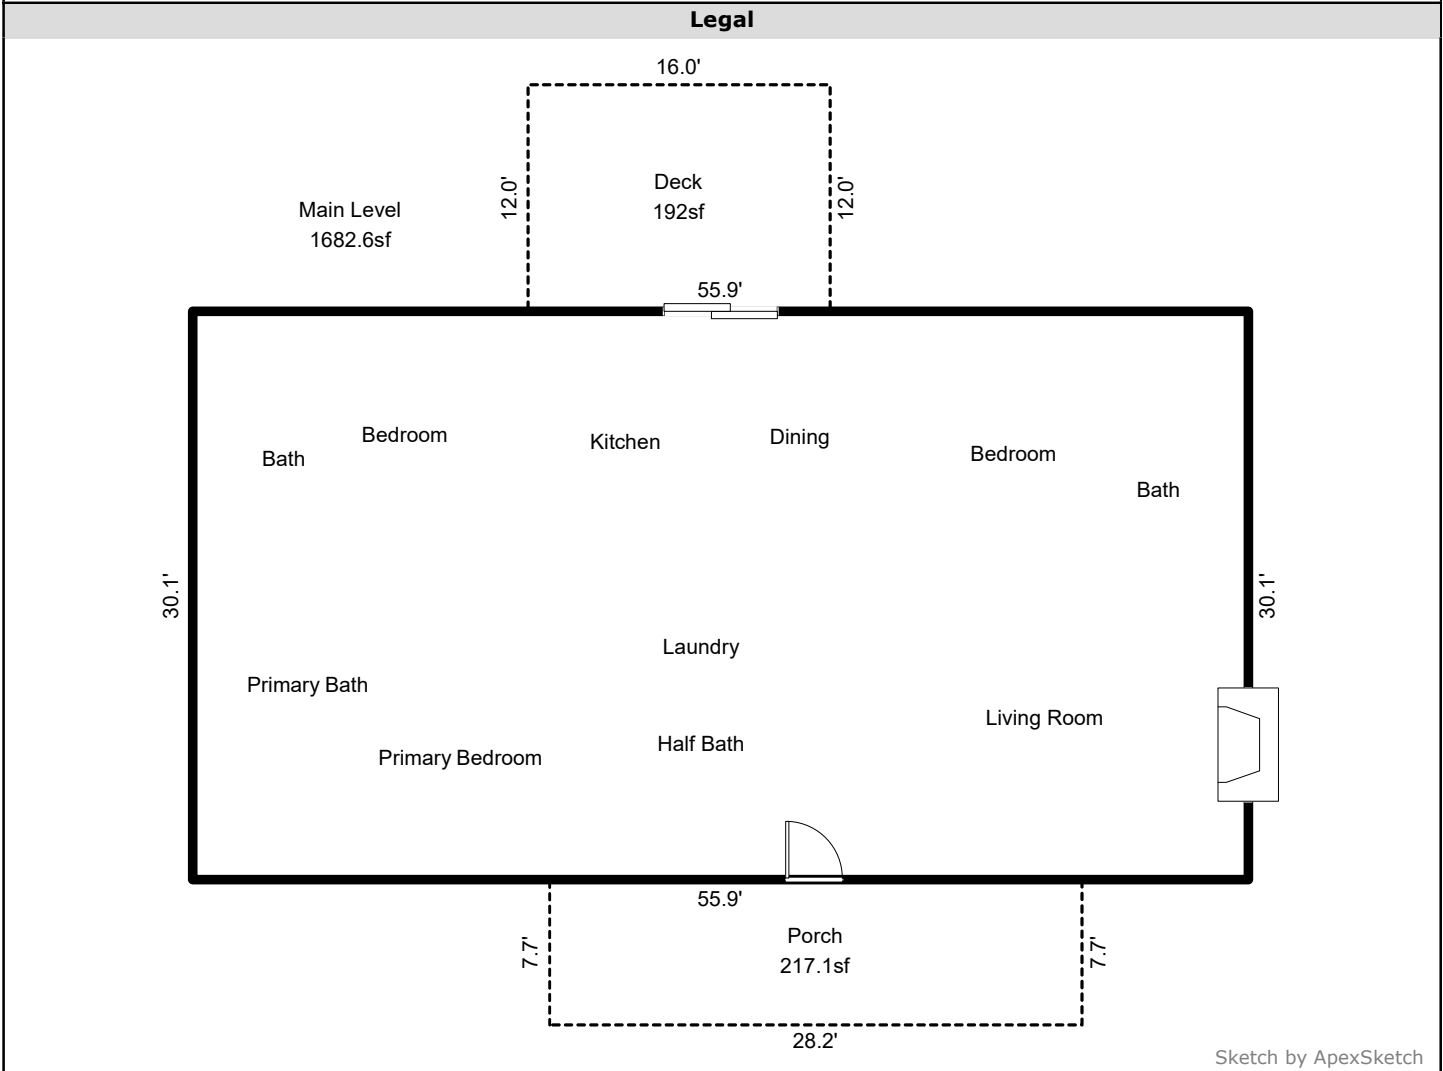 Legal
16.0'
12.0'
Deck
192sf
12.0'
Main Level
1682.6sf
55.9'
Bath
Bedroom
Kitchen
Dining
Bedroom
Bath
30.1'
30.1'
Laundry
Primary Bath
Primary Bedroom
Half Bath
Living Room
55.9'
7.7'
Porch
217.1sf
7.7'
28.2'
Sketch by ApexSketch